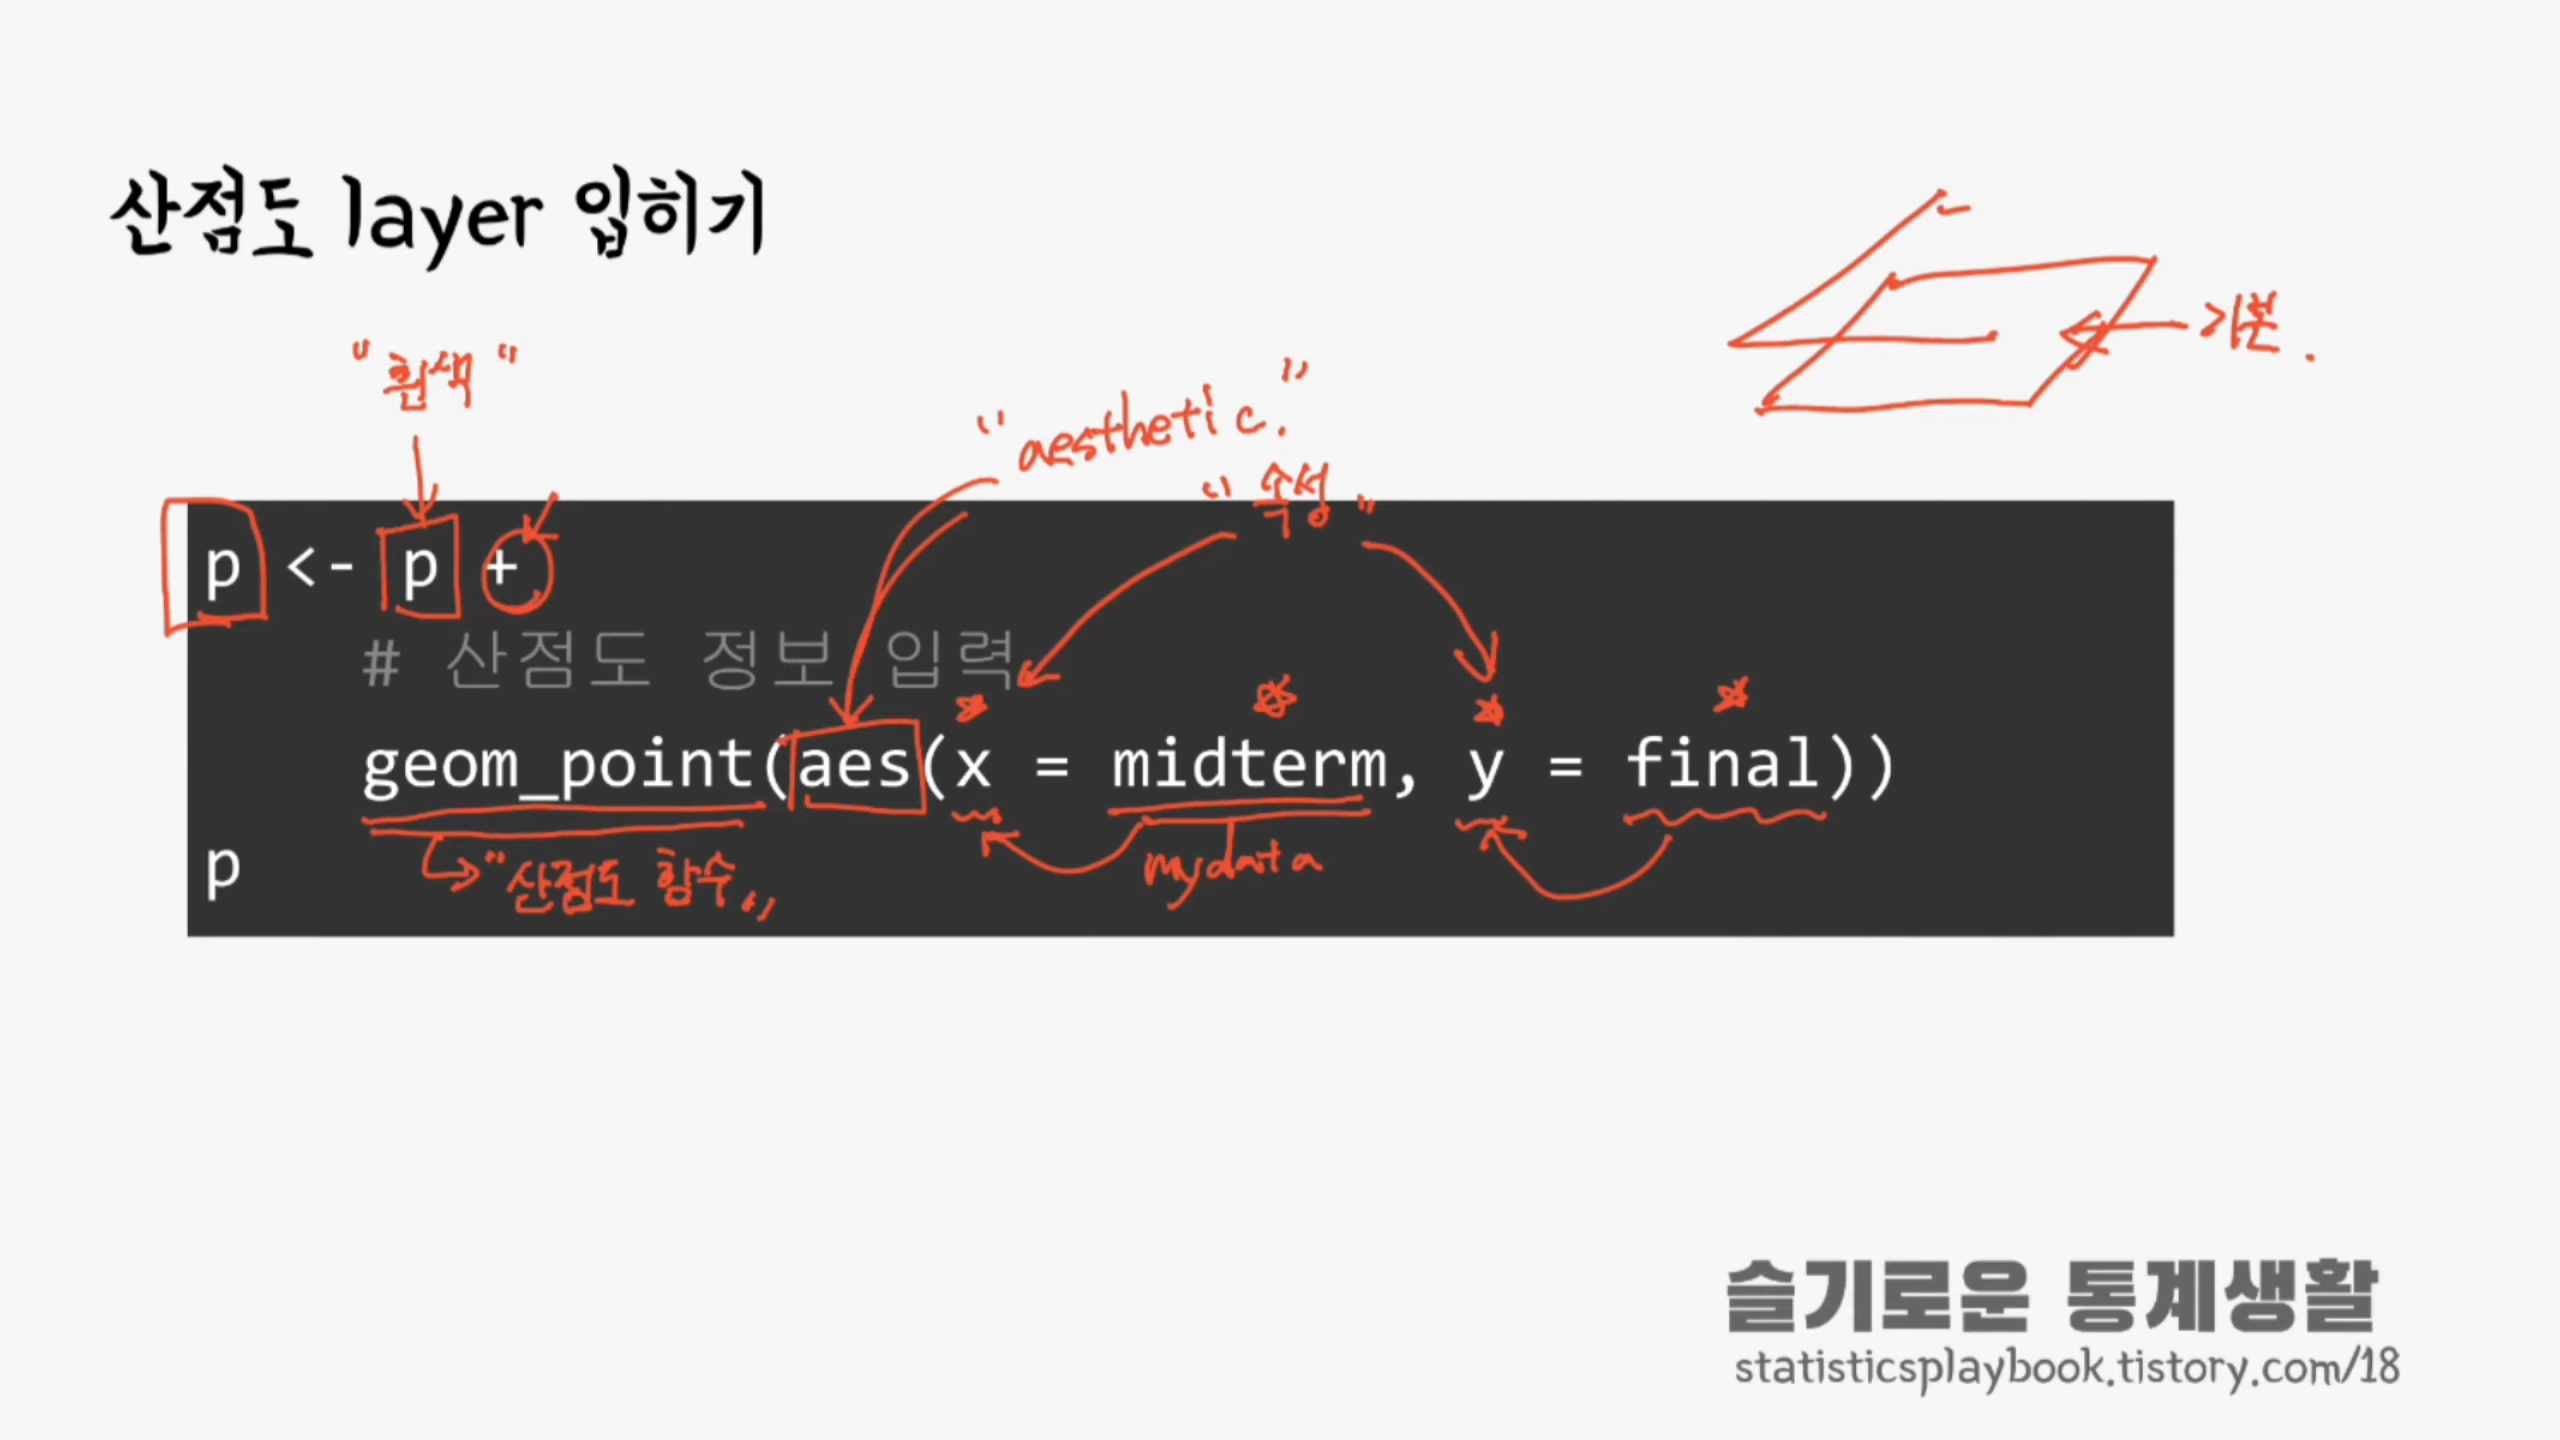 산점도 layer 입히기
기본.
"흰색"
"aesthetic."
"속성"
p <- p +
# 산점도 정보 입력
geom_point(aes(x = midterm, y = final))
mydata
p
"산점도 함수"
슬기로운 통계생활
statisticsplaybook.tistory.com/18